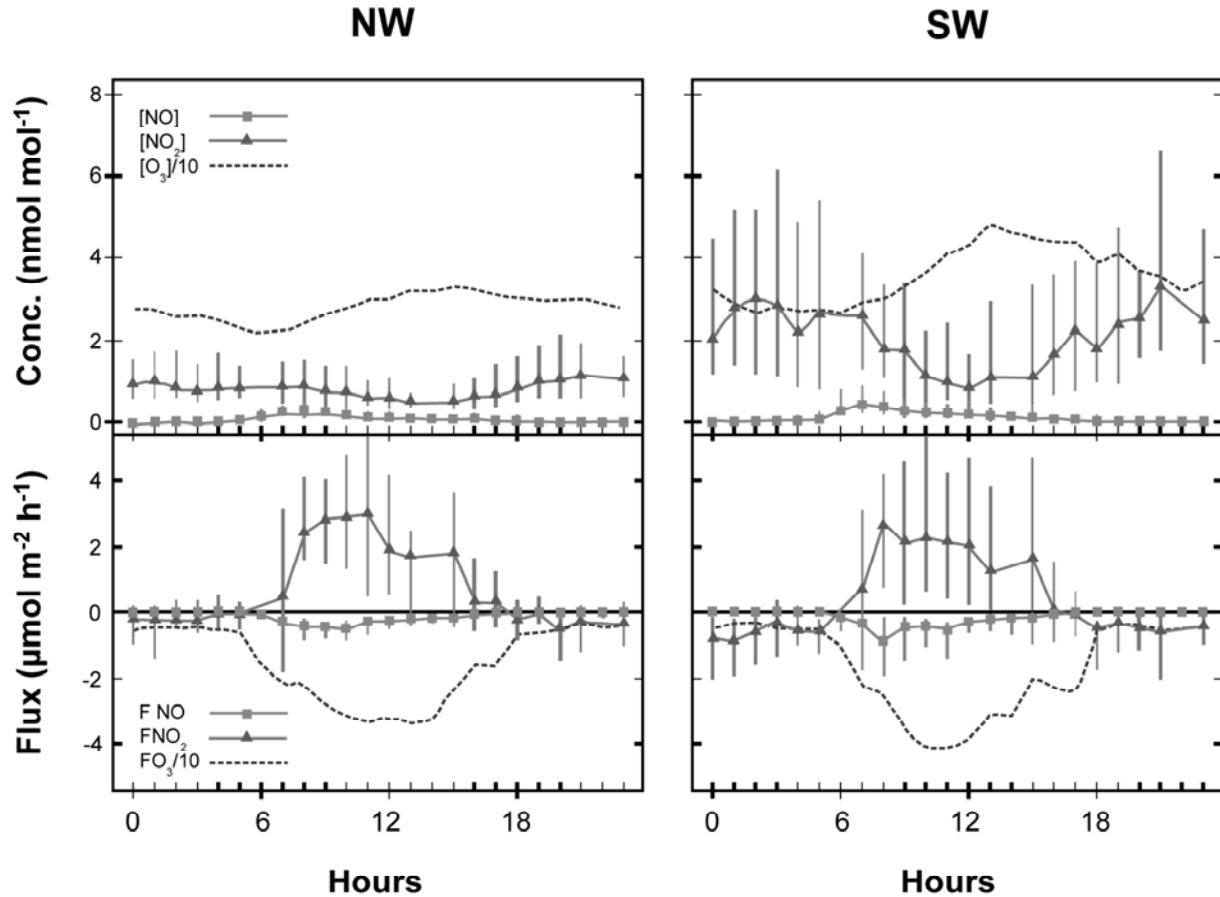 NW
SW
Conc. (nmol mol⁻¹)
8
6
4
2
0
[NO]
[NO₂]
[O₃]/10
Flux (µmol m⁻² h⁻¹)
4
2
0
-2
-4
F NO
FNO₂
FO₃/10
0 6 12 18
0 6 12 18
Hours
Hours